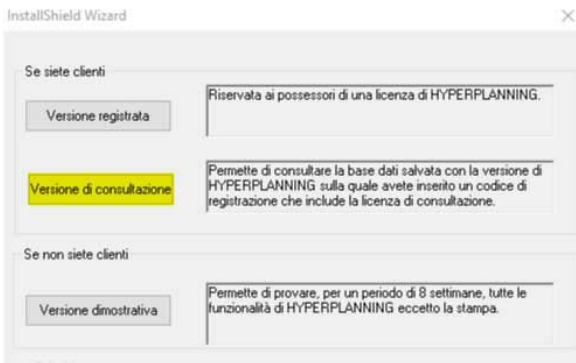 InstallShield Wizard
Se siete clienti
Versione registrata
Riservata ai possessori di una licenza di HYPERPLANNING.
Versione di consultazione
Permette di consultare la base dati salvata con la versione di
HYPERPLANNING sulla quale avete inserito un codice di
registrazione che include la licenza di consultazione.
Se non siete clienti
Versione dimostrativa
Permette di provare, per un periodo di 8 settimane, tutte le
funzionalità di HYPERPLANNING eccetto la stampa.